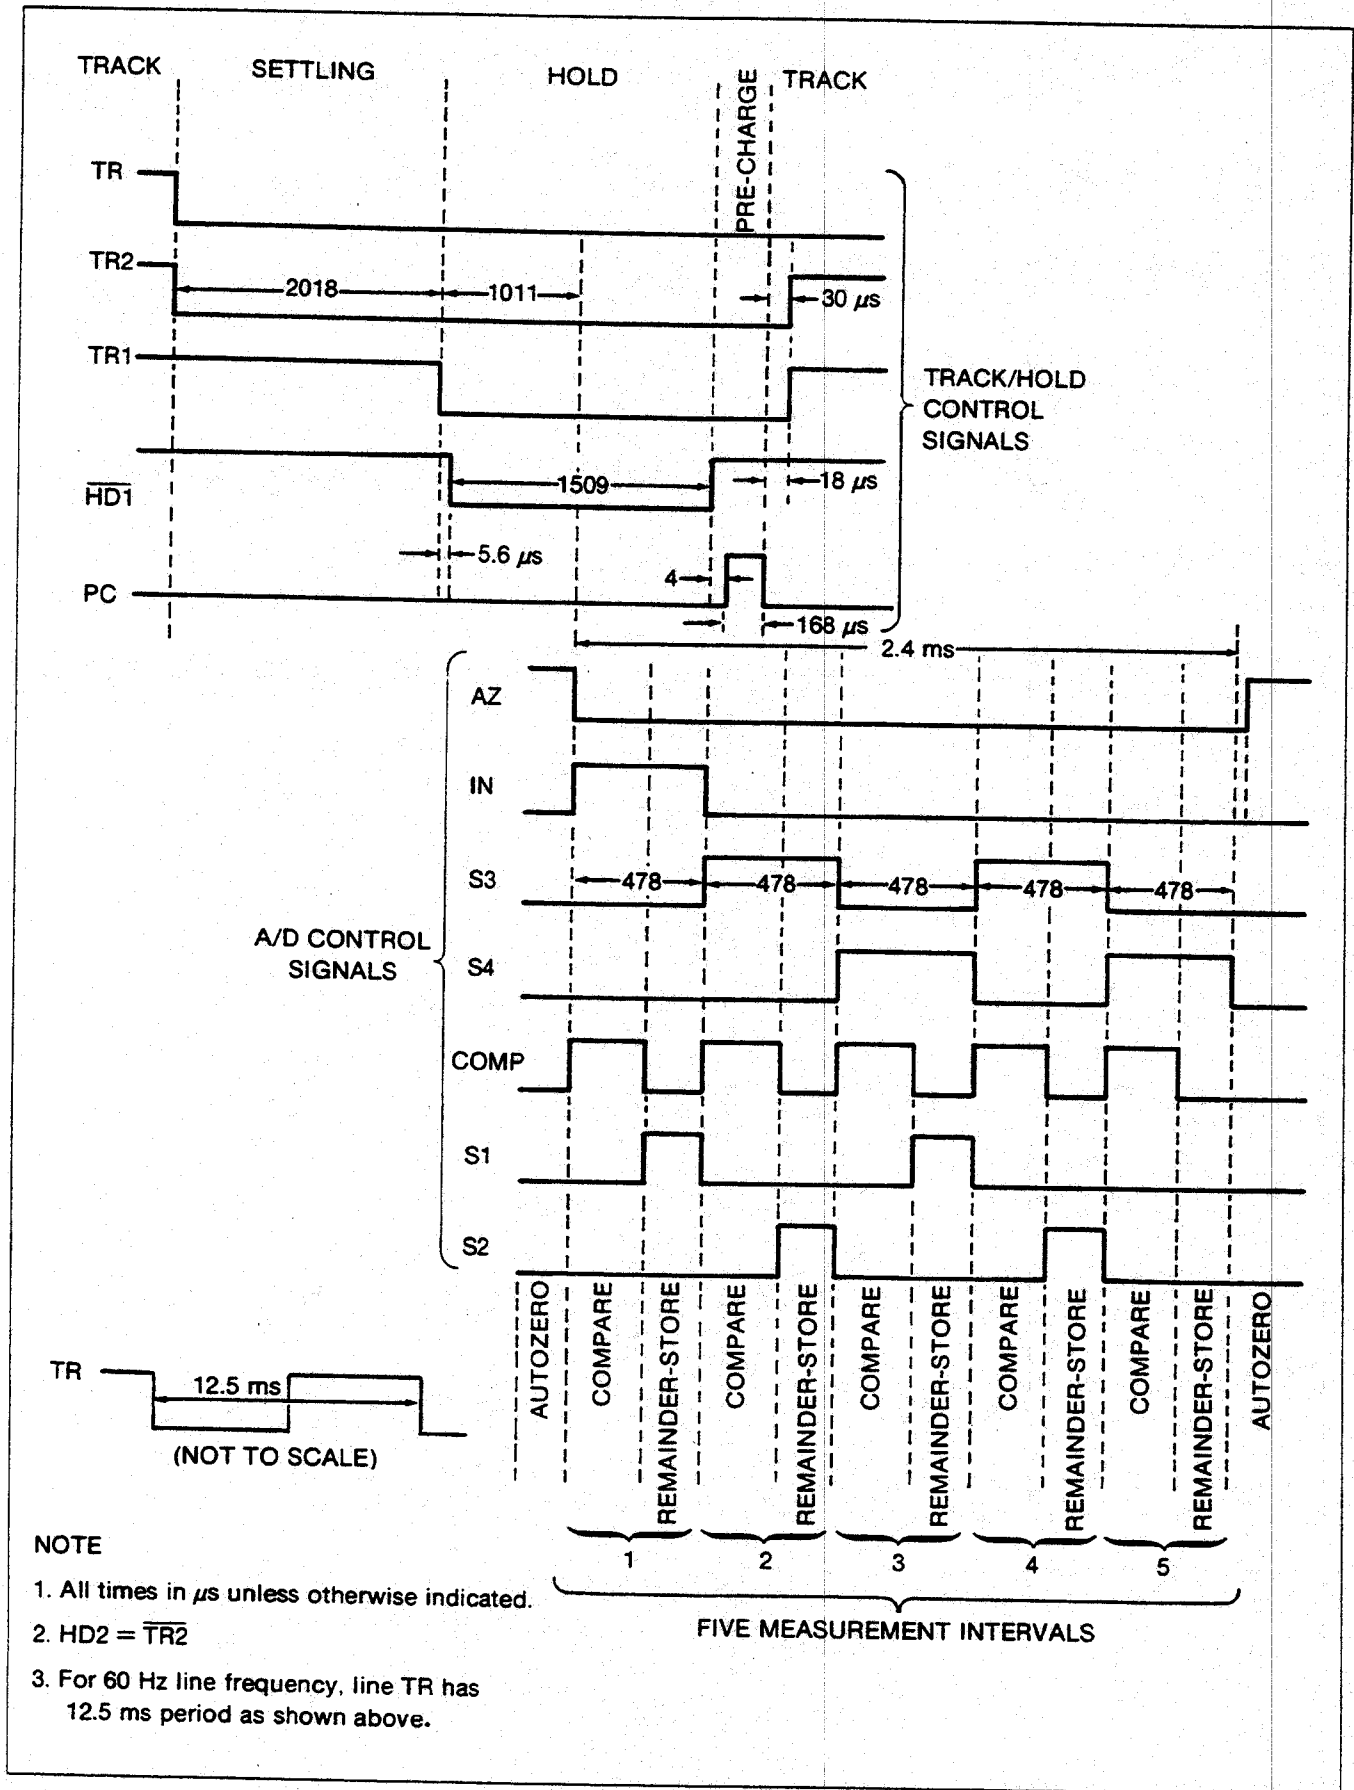 TRACK SETTLING HOLD PRE-CHARGE TRACK
TR
TR2
2018 1011 30 μs
TR1
TRACK/HOLD
CONTROL
SIGNALS
HD1
1509 18 μs
5.6 μs
4
PC
168 μs
2.4 ms
AZ
IN
S3
478 478 478 478 478
A/D CONTROL
SIGNALS
S4
COMP
S1
S2
AUTOZERO COMPARE REMAINDER-STORE COMPARE REMAINDER-STORE COMPARE REMAINDER-STORE COMPARE REMAINDER-STORE COMPARE REMAINDER-STORE AUTOZERO
TR
12.5 ms
(NOT TO SCALE)
1 2 3 4 5
FIVE MEASUREMENT INTERVALS
NOTE
1. All times in μs unless otherwise indicated.
2. HD2 = T̅R̅2̅
3. For 60 Hz line frequency, line TR has
12.5 ms period as shown above.